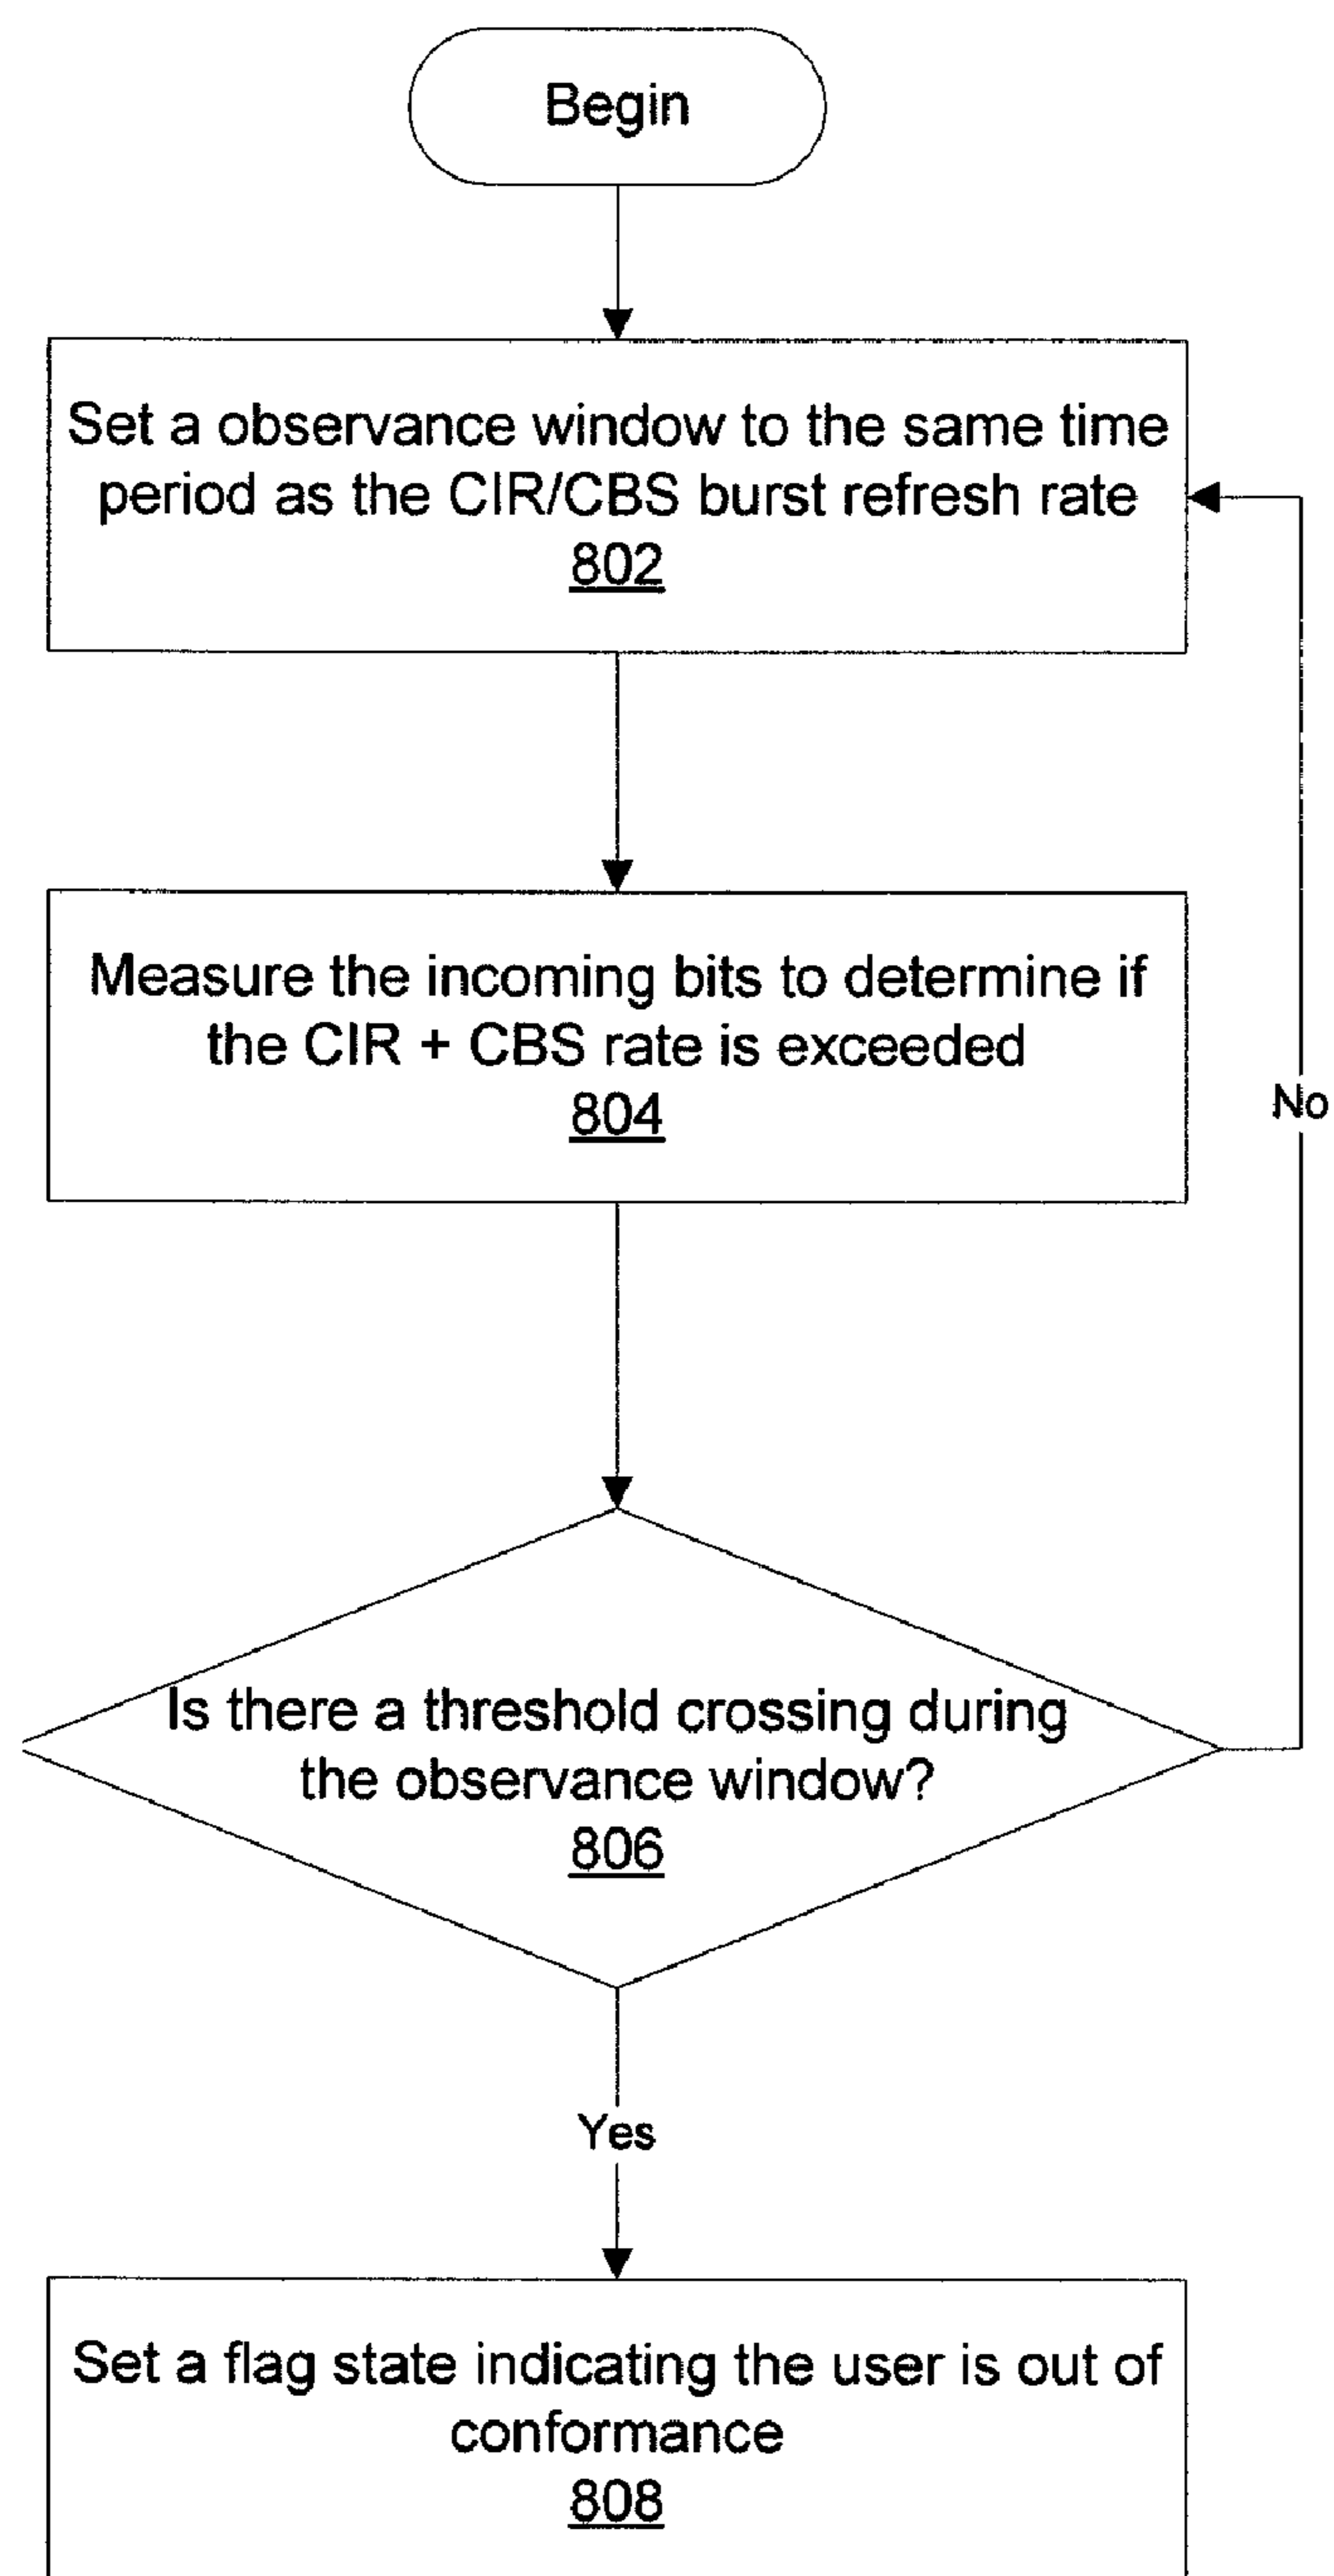 Begin
Set a observance window to the same time
period as the CIR/CBS burst refresh rate
802
Measure the incoming bits to determine if
the CIR + CBS rate is exceeded
804
No
Is there a threshold crossing during
the observance window?
806
Yes
Set a flag state indicating the user is out of
conformance
808